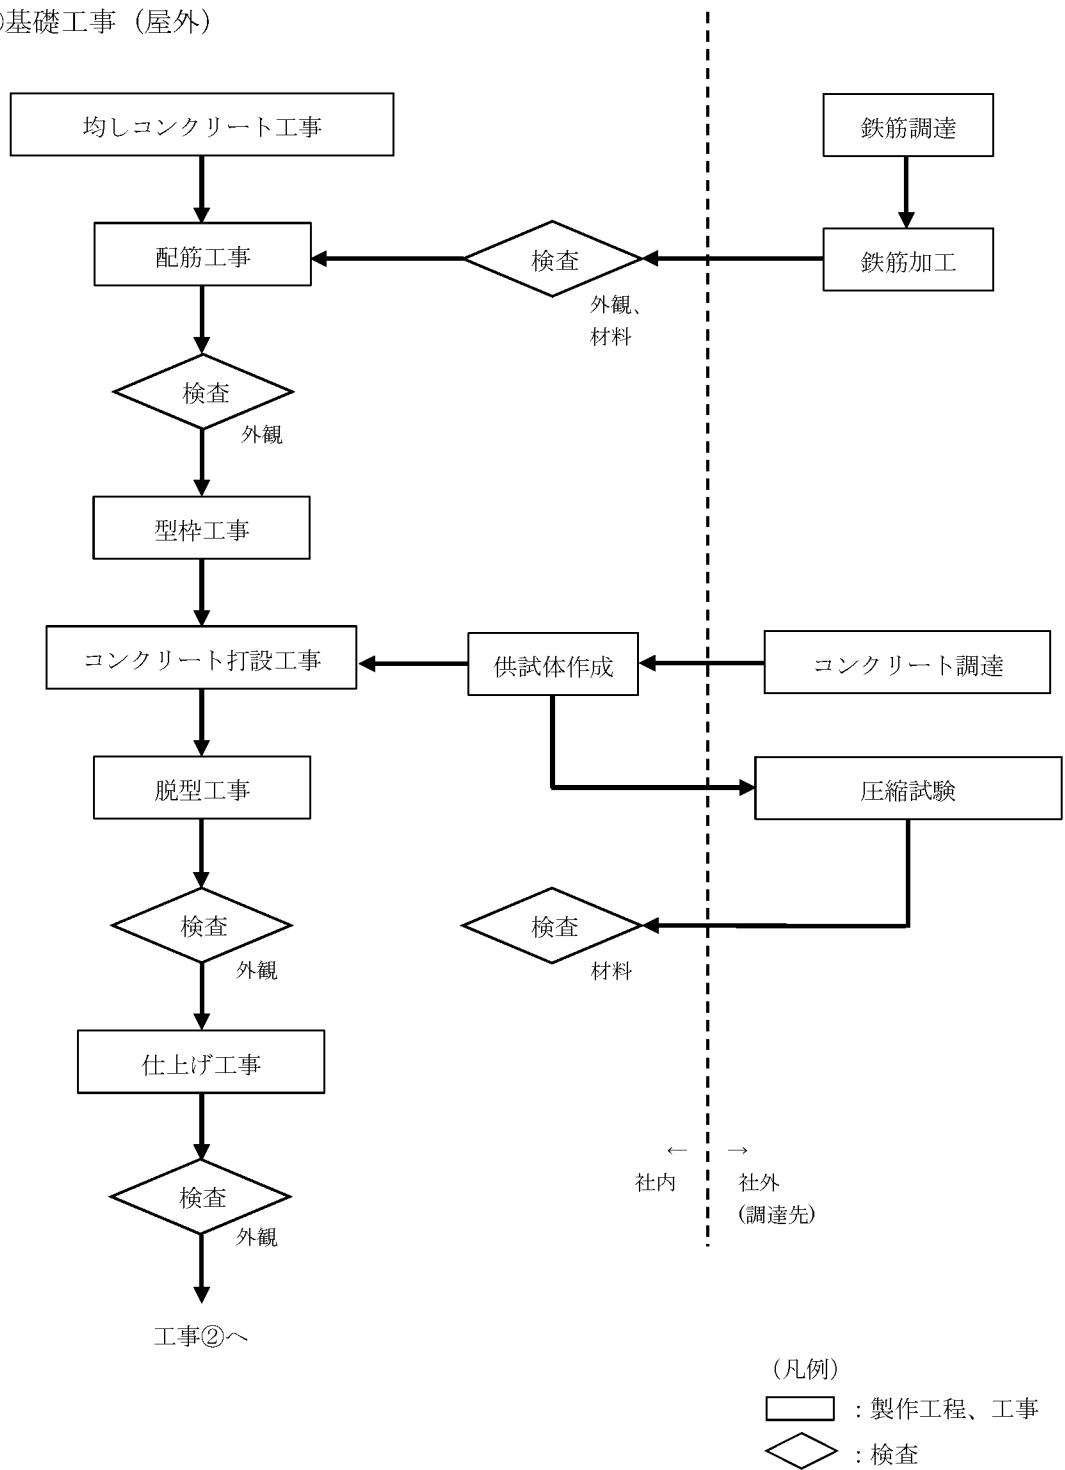 基礎工事（屋外）
均しコンクリート工事
鉄筋調達
配筋工事
検査
鉄筋加工
外観、
材料
検査
外観
型枠工事
コンクリート打設工事
供試体作成
コンクリート調達
脱型工事
圧縮試験
検査
外観
検査
材料
仕上げ工事
← →
社内
社外
(調達先)
検査
外観
工事②へ
（凡例）
：製作工程、工事
：検査